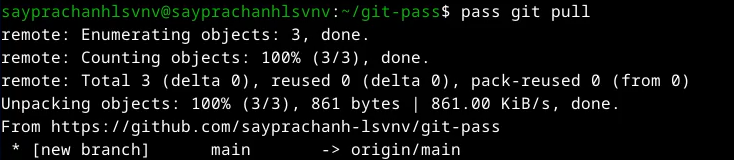 sayprachanhlsvnv@sayprachanhlsvnv:~/git-pass$ pass git pull
remote: Enumerating objects: 3, done.
remote: Counting objects: 100% (3/3), done.
remote: Total 3 (delta 0), reused 0 (delta 0), pack-reused 0 (from 0)
Unpacking objects: 100% (3/3), 861 bytes | 861.00 KiB/s, done.
From https://github.com/sayprachanh-lsvnv/git-pass
 * [new branch]      main       -> origin/main